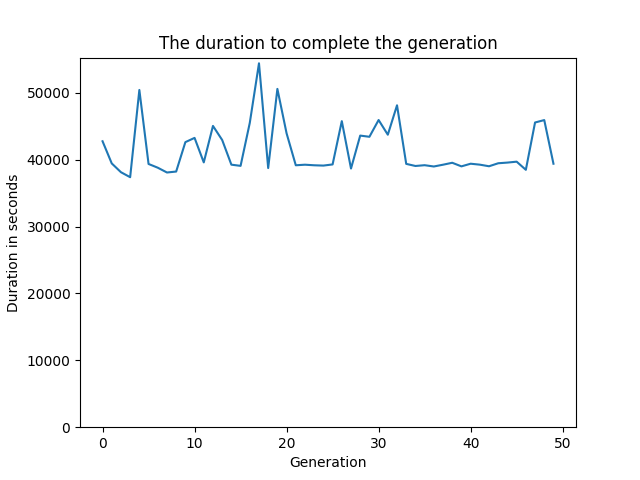 The duration to complete the generation
50000
40000
30000
20000
10000
0
Duration in seconds
0 10 20 30 40 50
Generation